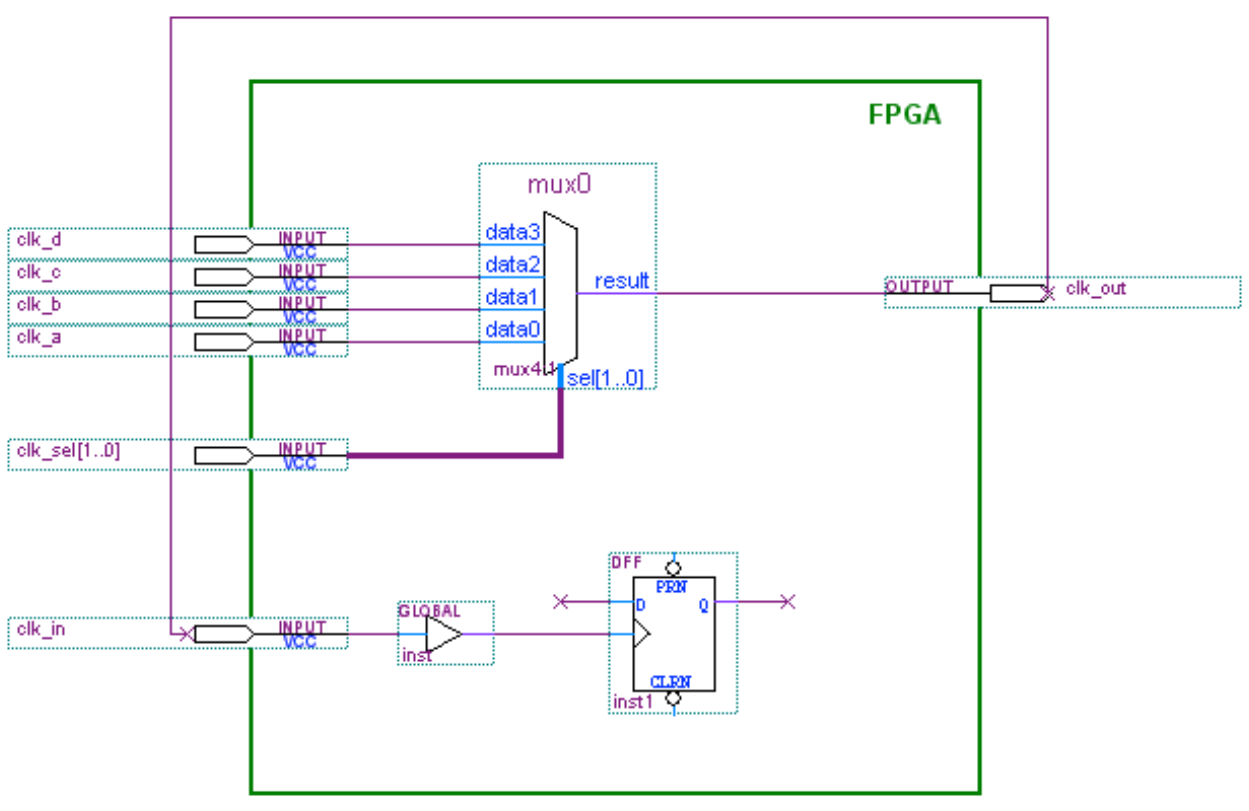 FPGA
mux0
clk_d
INPUT
VCC
data3
clk_c
INPUT
VCC
data2
clk_b
INPUT
VCC
data1
clk_a
INPUT
VCC
data0
result
OUTPUT
clk_out
mux4.1
sel[1..0]
clk_sel[1..0]
INPUT
VCC
clk_in
INPUT
VCC
GLOBAL
inst
DFF
PRN
D
Q
CLRN
inst1